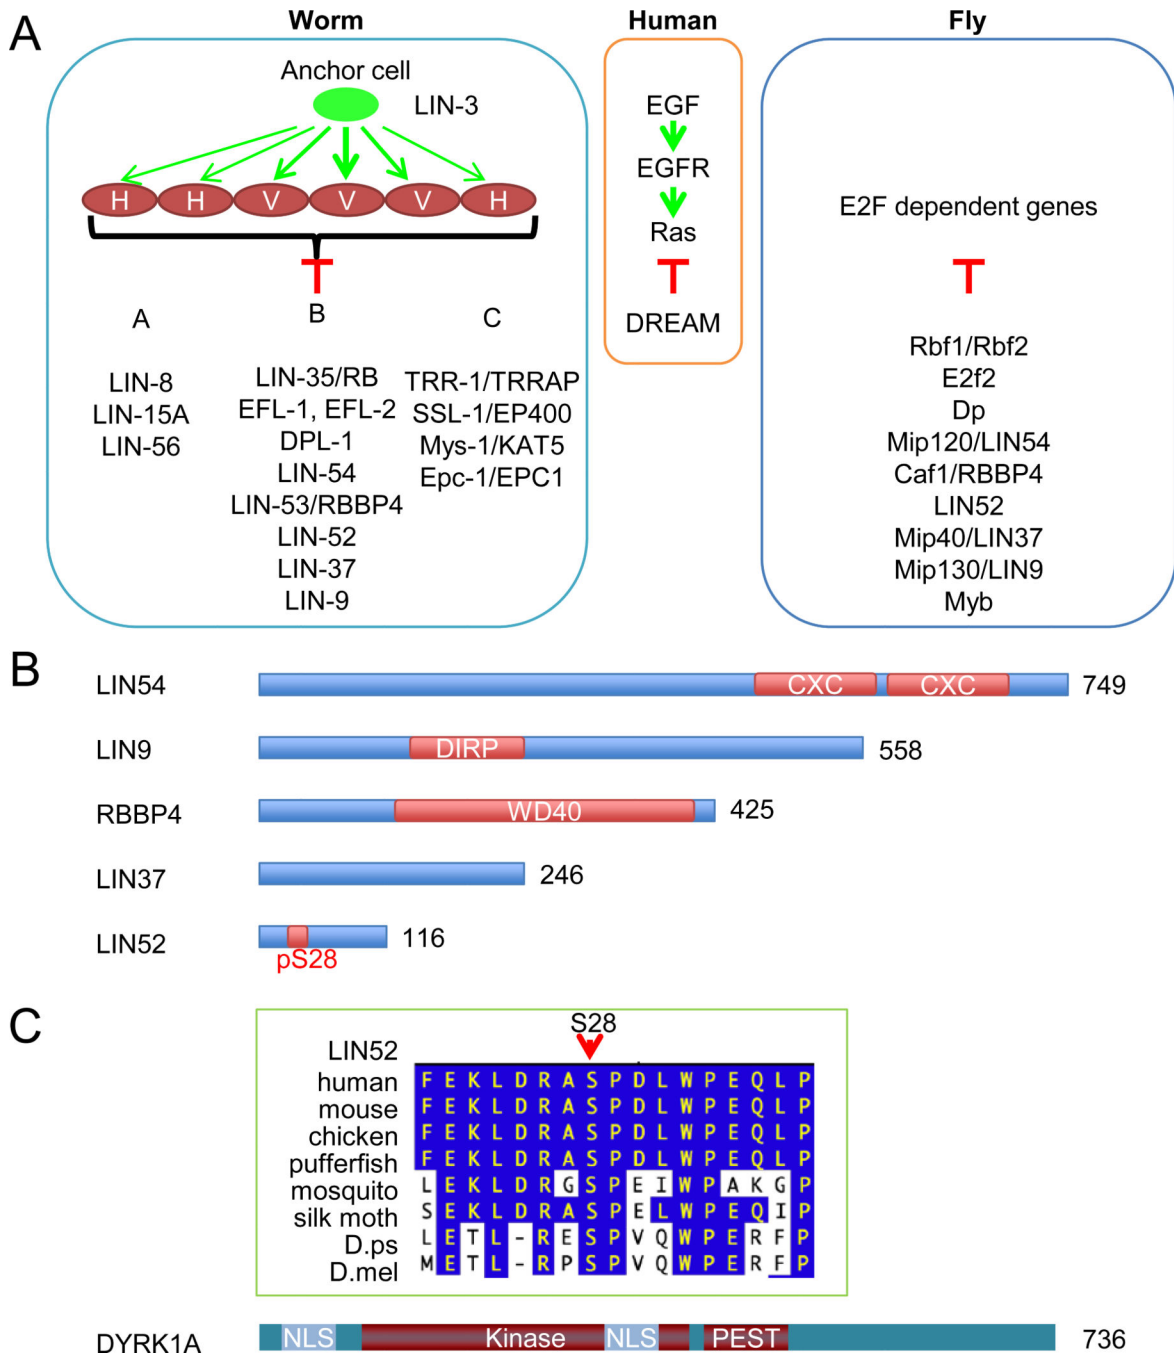 A
Worm
Human
Fly
Anchor cell
LIN-3
H H V V V H
A
B
C
LIN-8
LIN-15A
LIN-56
LIN-35/RB
EFL-1, EFL-2
DPL-1
LIN-54
LIN-53/RBBP4
LIN-52
LIN-37
LIN-9
TRR-1/TRRAP
SSL-1/EP400
Mys-1/KAT5
Epc-1/EPC1
EGF
EGFR
Ras
DREAM
E2F dependent genes
Rbf1/Rbf2
E2f2
Dp
Mip120/LIN54
Caf1/RBBP4
LIN52
Mip40/LIN37
Mip130/LIN9
Myb
B
LIN54 CXC CXC 749
LIN9 DIRP 558
RBBP4 WD40 425
LIN37 246
LIN52 116
pS28
C
S28
LIN52
human F E K L D R A S P D L W P E Q L P
mouse F E K L D R A S P D L W P E Q L P
chicken F E K L D R A S P D L W P E Q L P
pufferfish F E K L D R A S P D L W P E Q L P
mosquito L E K L D R G S P E I W P A K G P
silk moth S E K L D R A S P E L W P E Q I P
D.ps L E T L - R E S P V Q W P E R F P
D.mel M E T L - R P S P V Q W P E R F P
DYRK1A NLS Kinase NLS PEST 736